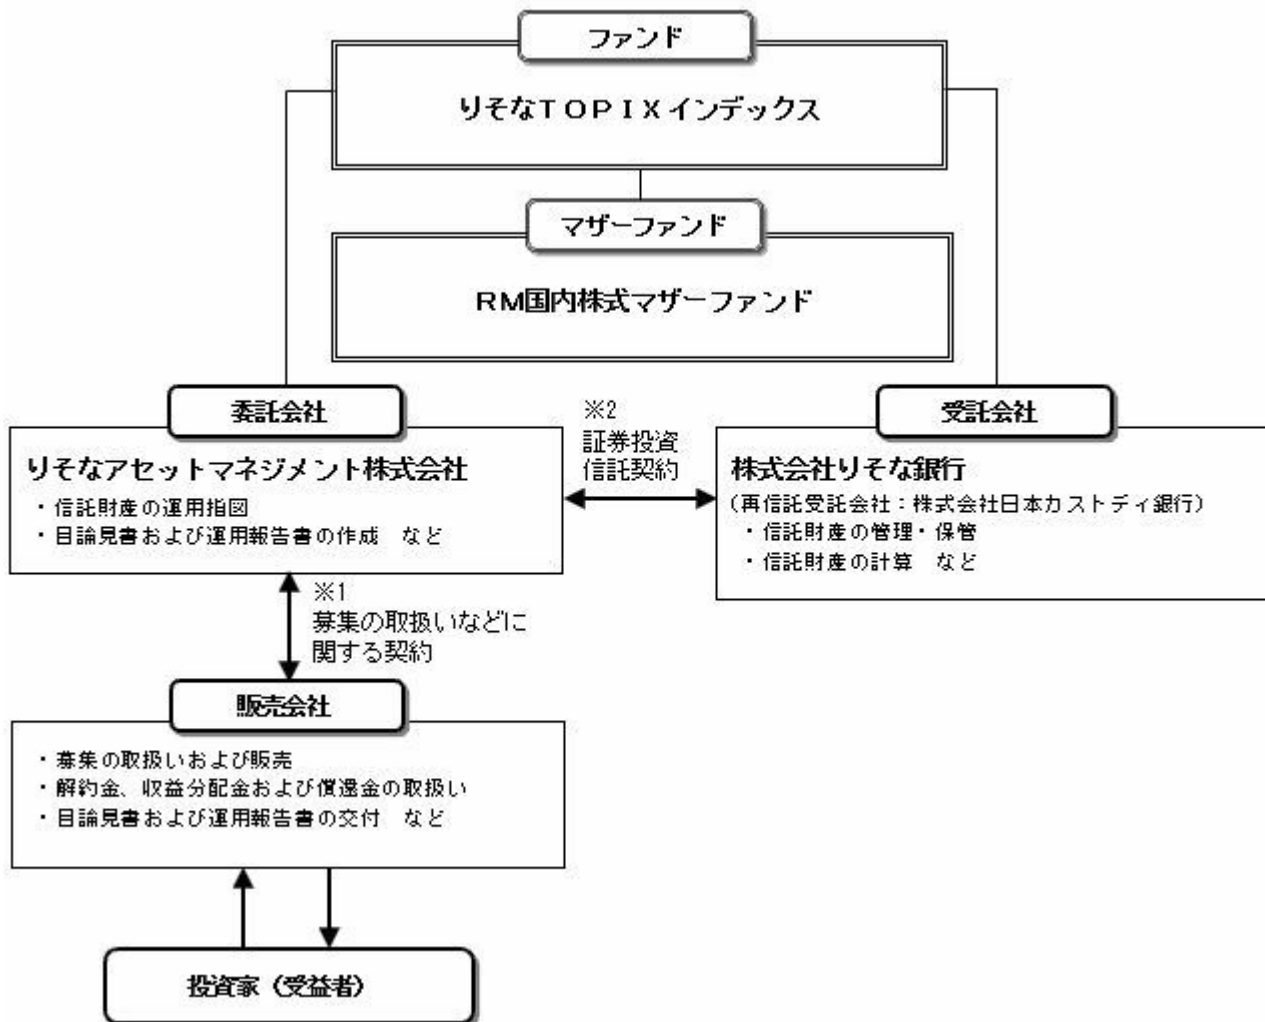 ファンド
りそなＴＯＰＩＸインデックス
マザーファンド
ＲＭ国内株式マザーファンド
委託会社
りそなアセットマネジメント株式会社
・信託財産の運用指図
・目論見書および運用報告書の作成　など
※2
証券投資
信託契約
受託会社
株式会社りそな銀行
（再信託受託会社：株式会社日本カストディ銀行）
・信託財産の管理・保管
・信託財産の計算　など
※1
募集の取扱いなどに
関する契約
販売会社
・募集の取扱いおよび販売
・解約金、収益分配金および償還金の取扱い
・目論見書および運用報告書の交付　など
投資家（受益者）